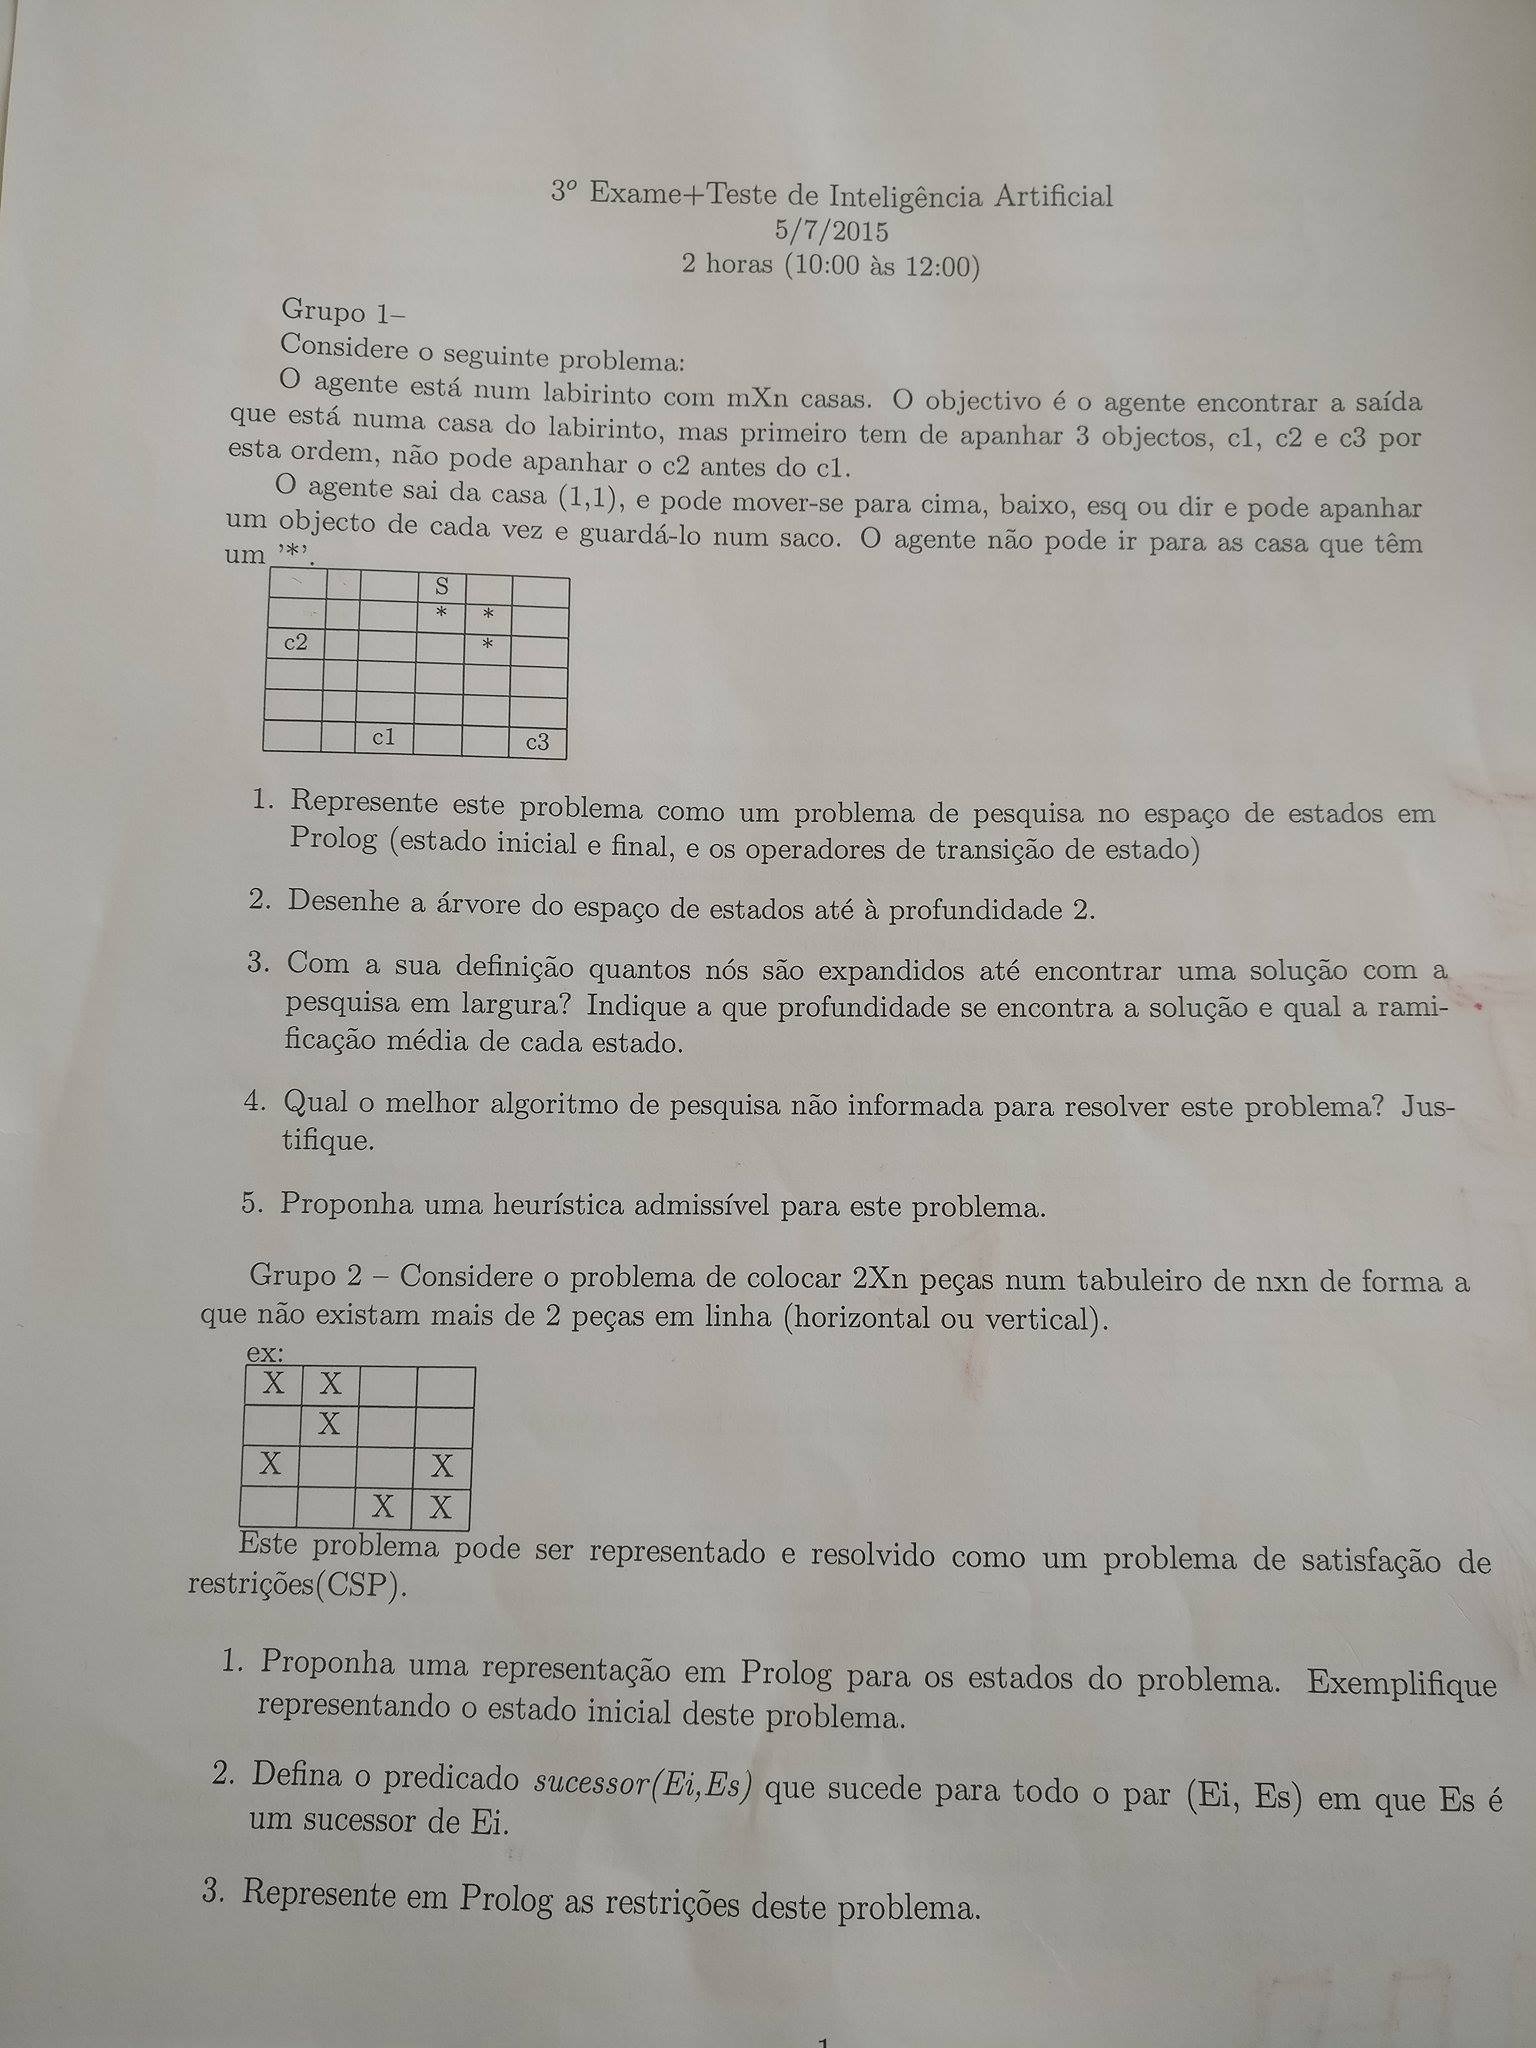 3º Exame+Teste de Inteligência Artificial
5/7/2015
2 horas (10:00 às 12:00)
Grupo 1–
Considere o seguinte problema:
O agente está num labirinto com mXn casas. O objectivo é o agente encontrar a saída
que está numa casa do labirinto, mas primeiro tem de apanhar 3 objectos, c1, c2 e c3 por
esta ordem, não pode apanhar o c2 antes do c1.
O agente sai da casa (1,1), e pode mover-se para cima, baixo, esq ou dir e pode apanhar
um objecto de cada vez e guardá-lo num saco. O agente não pode ir para as casa que têm
um '*'.
S
* *
c2 *
c1 c3
1. Represente este problema como um problema de pesquisa no espaço de estados em
Prolog (estado inicial e final, e os operadores de transição de estado)
2. Desenhe a árvore do espaço de estados até à profundidade 2.
3. Com a sua definição quantos nós são expandidos até encontrar uma solução com a
pesquisa em largura? Indique a que profundidade se encontra a solução e qual a rami-
ficação média de cada estado.
4. Qual o melhor algoritmo de pesquisa não informada para resolver este problema? Jus-
tifique.
5. Proponha uma heurística admissível para este problema.
Grupo 2 – Considere o problema de colocar 2Xn peças num tabuleiro de nxn de forma a
que não existam mais de 2 peças em linha (horizontal ou vertical).
ex:
X X
X
X X
X X
Este problema pode ser representado e resolvido como um problema de satisfação de
restrições(CSP).
1. Proponha uma representação em Prolog para os estados do problema. Exemplifique
representando o estado inicial deste problema.
2. Defina o predicado sucessor(Ei,Es) que sucede para todo o par (Ei, Es) em que Es é
um sucessor de Ei.
3. Represente em Prolog as restrições deste problema.
1